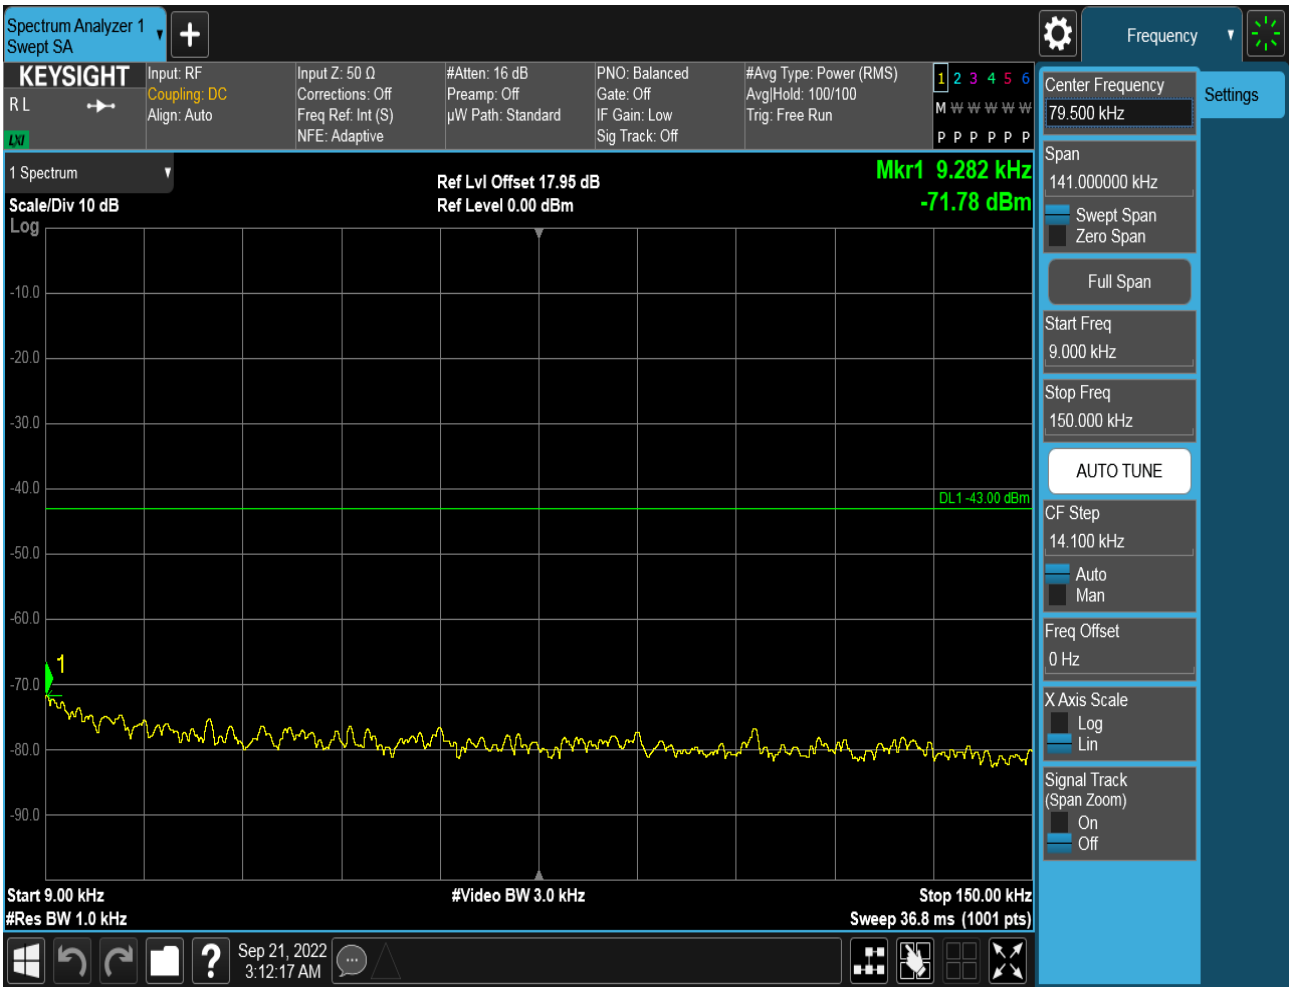 Spectrum Analyzer 1
Swept SA
Frequency
KEYSIGHT
R L
LXI
Input: RF
Coupling: DC
Align: Auto
Input Z: 50 Ω
Corrections: Off
Freq Ref: Int (S)
NFE: Adaptive
#Atten: 16 dB
Preamp: Off
µW Path: Standard
PNO: Balanced
Gate: Off
IF Gain: Low
Sig Track: Off
#Avg Type: Power (RMS)
Avg|Hold: 100/100
Trig: Free Run
1 2 3 4 5 6
M W W W W W
P P P P P P
1 Spectrum
Scale/Div 10 dB
Log
Ref Lvl Offset 17.95 dB
Ref Level 0.00 dBm
Mkr1 9.282 kHz
-71.78 dBm
-10.0
-20.0
-30.0
-40.0
DL1 -43.00 dBm
-50.0
-60.0
1
-70.0
-80.0
-90.0
Start 9.00 kHz
#Video BW 3.0 kHz
Stop 150.00 kHz
#Res BW 1.0 kHz
Sweep 36.8 ms (1001 pts)
Sep 21, 2022
3:12:17 AM
Center Frequency
79.500 kHz
Settings
Span
141.000000 kHz
Swept Span
Zero Span
Full Span
Start Freq
9.000 kHz
Stop Freq
150.000 kHz
AUTO TUNE
CF Step
14.100 kHz
Auto
Man
Freq Offset
0 Hz
X Axis Scale
Log
Lin
Signal Track
(Span Zoom)
On
Off